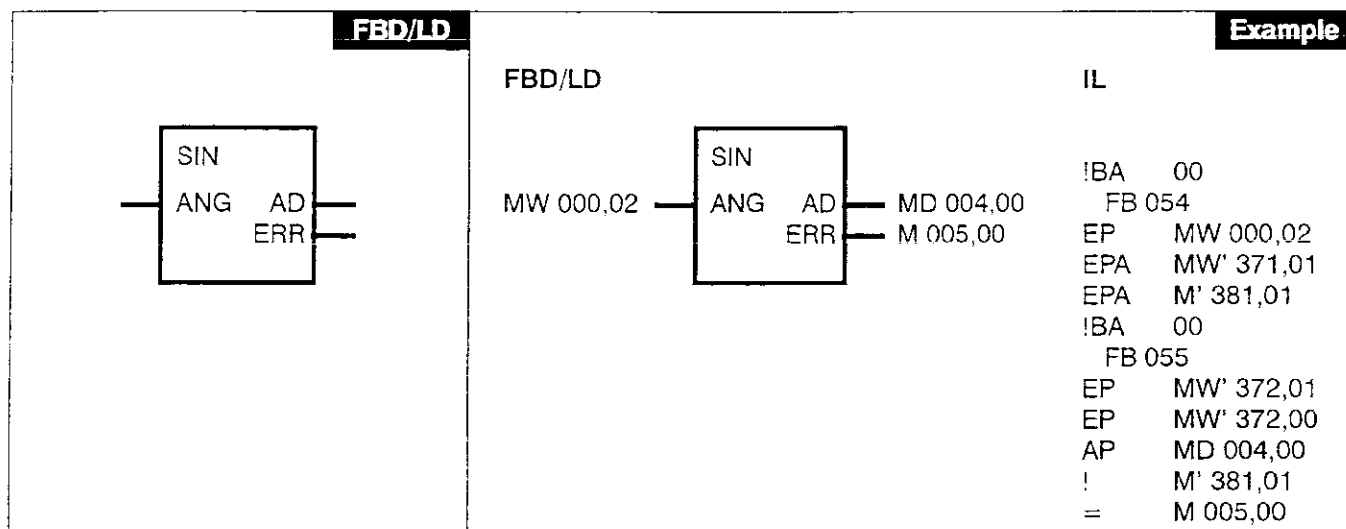 FBD/LD
SIN
ANG AD
ERR
Example
FBD/LD
SIN
MW 000,02 ANG AD MD 004,00
ERR M 005,00
IL
!BA 00
FB 054
EP MW 000,02
EPA MW' 371,01
EPA M' 381,01
!BA 00
FB 055
EP MW' 372,01
EP MW' 372,00
AP MD 004,00
! M' 381,01
= M 005,00